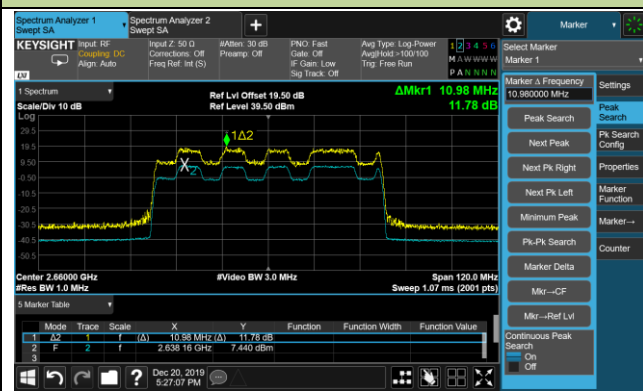 Spectrum Analyzer 1
Swept SA
Spectrum Analyzer 2
Swept SA
+
Marker
KEYSIGHT
Input: RF
Coupling: DC
Align: Auto
Input Z: 50 Ω
Corrections: Off
Freq Ref: Int (S)
#Atten: 30 dB
Preamp: Off
PNO: Fast
Gate: Off
IF Gain: Low
Sig Track: Off
Avg Type: Log-Power
Avg|Hold:>100/100
Trig: Free Run
1 2 3 4 5 6
M A W W W W
P A N N N N
LXI
Select Marker
Marker 1
1 Spectrum
Scale/Div 10 dB
Ref Lvl Offset 19.50 dB
Ref Level 39.50 dBm
ΔMkr1 10.98 MHz
11.78 dB
Log
29.5
19.5
9.50
-0.500
-10.5
-20.5
-30.5
-40.5
-50.5
1Δ2
X2
Center 2.66000 GHz
#Res BW 1.0 MHz
#Video BW 3.0 MHz
Span 120.0 MHz
Sweep 1.07 ms (2001 pts)
5 Marker Table
Mode Trace Scale X Y Function Function Width Function Value
1 Δ2 1 f (Δ) 10.98 MHz (Δ) 11.78 dB
2 F 2 f 2.638 16 GHz 7.440 dBm
3
Dec 20, 2019
5:27:07 PM
?
Marker Δ Frequency
10.980000 MHz
Peak Search
Next Peak
Next Pk Right
Next Pk Left
Minimum Peak
Pk-Pk Search
Marker Delta
Mkr→CF
Mkr→Ref Lvl
Continuous Peak
Search
On
Off
Settings
Peak
Search
Pk Search
Config
Properties
Marker
Function
Marker→
Counter